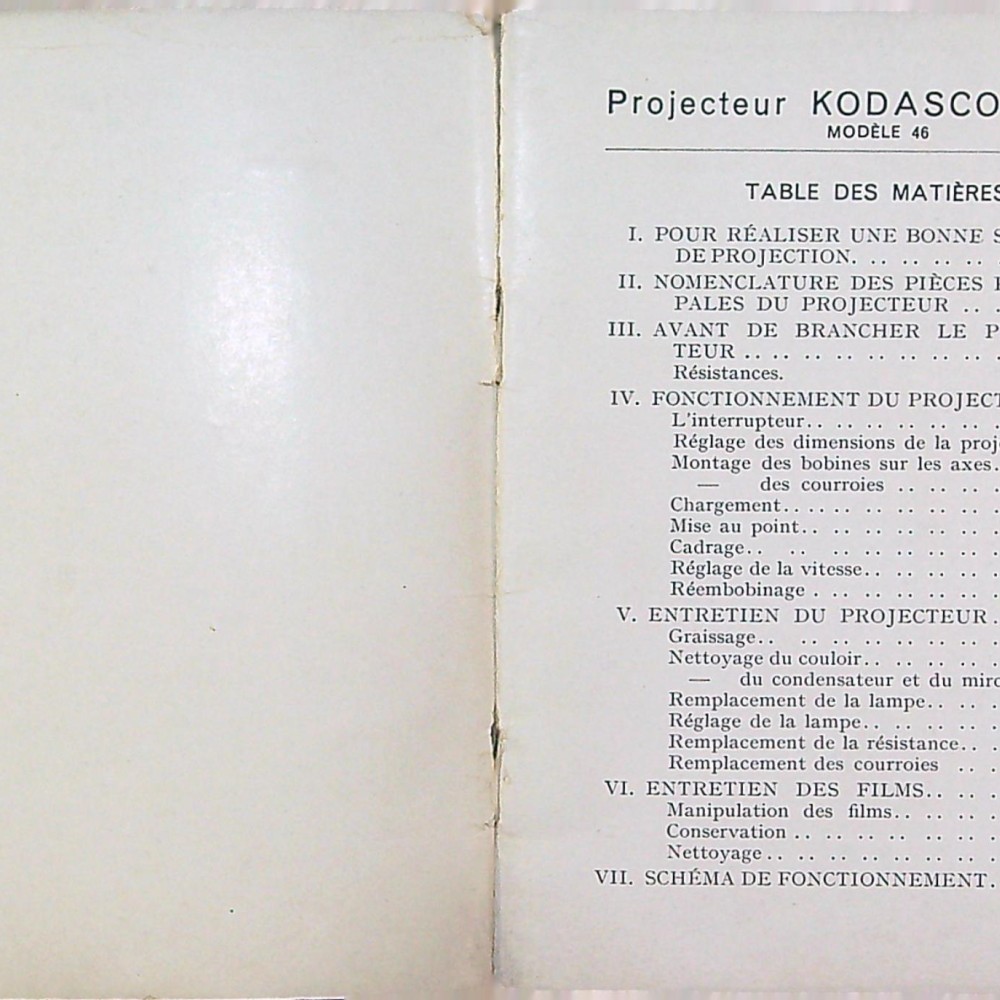 Projecteur KODASCO
MODÈLE 46
TABLE DES MATIÈRES
I. POUR RÉALISER UNE BONNE S
DE PROJECTION. . . . . . . .
II. NOMENCLATURE DES PIÈCES
PALES DU PROJECTEUR . . .
III. AVANT DE BRANCHER LE P
TEUR . . . . . . . . . . . . . . . .
Résistances.
IV. FONCTIONNEMENT DU PROJECT
L'interrupteur. . . . . . . . . . . . .
Réglage des dimensions de la proj
Montage des bobines sur les axes.
— des courroies . . . . . . .
Chargement. . . . . . . . . . . . . . .
Mise au point. . . . . . . . . . . . .
Cadrage. . . . . . . . . . . . . . .
Réglage de la vitesse. . . . . . . . .
Réembobinage . . . . . . . . . . . .
V. ENTRETIEN DU PROJECTEUR .
Graissage. . . . . . . . . . . . . . .
Nettoyage du couloir. . . . . . . . .
— du condensateur et du miro
Remplacement de la lampe. . . . .
Réglage de la lampe. . . . . . . . .
Remplacement de la résistance. . .
Remplacement des courroies . . .
VI. ENTRETIEN DES FILMS. . . . .
Manipulation des films. . . . . . .
Conservation . . . . . . . . . . . . .
Nettoyage . . . . . . . . . . . . . . .
VII. SCHÉMA DE FONCTIONNEMENT.